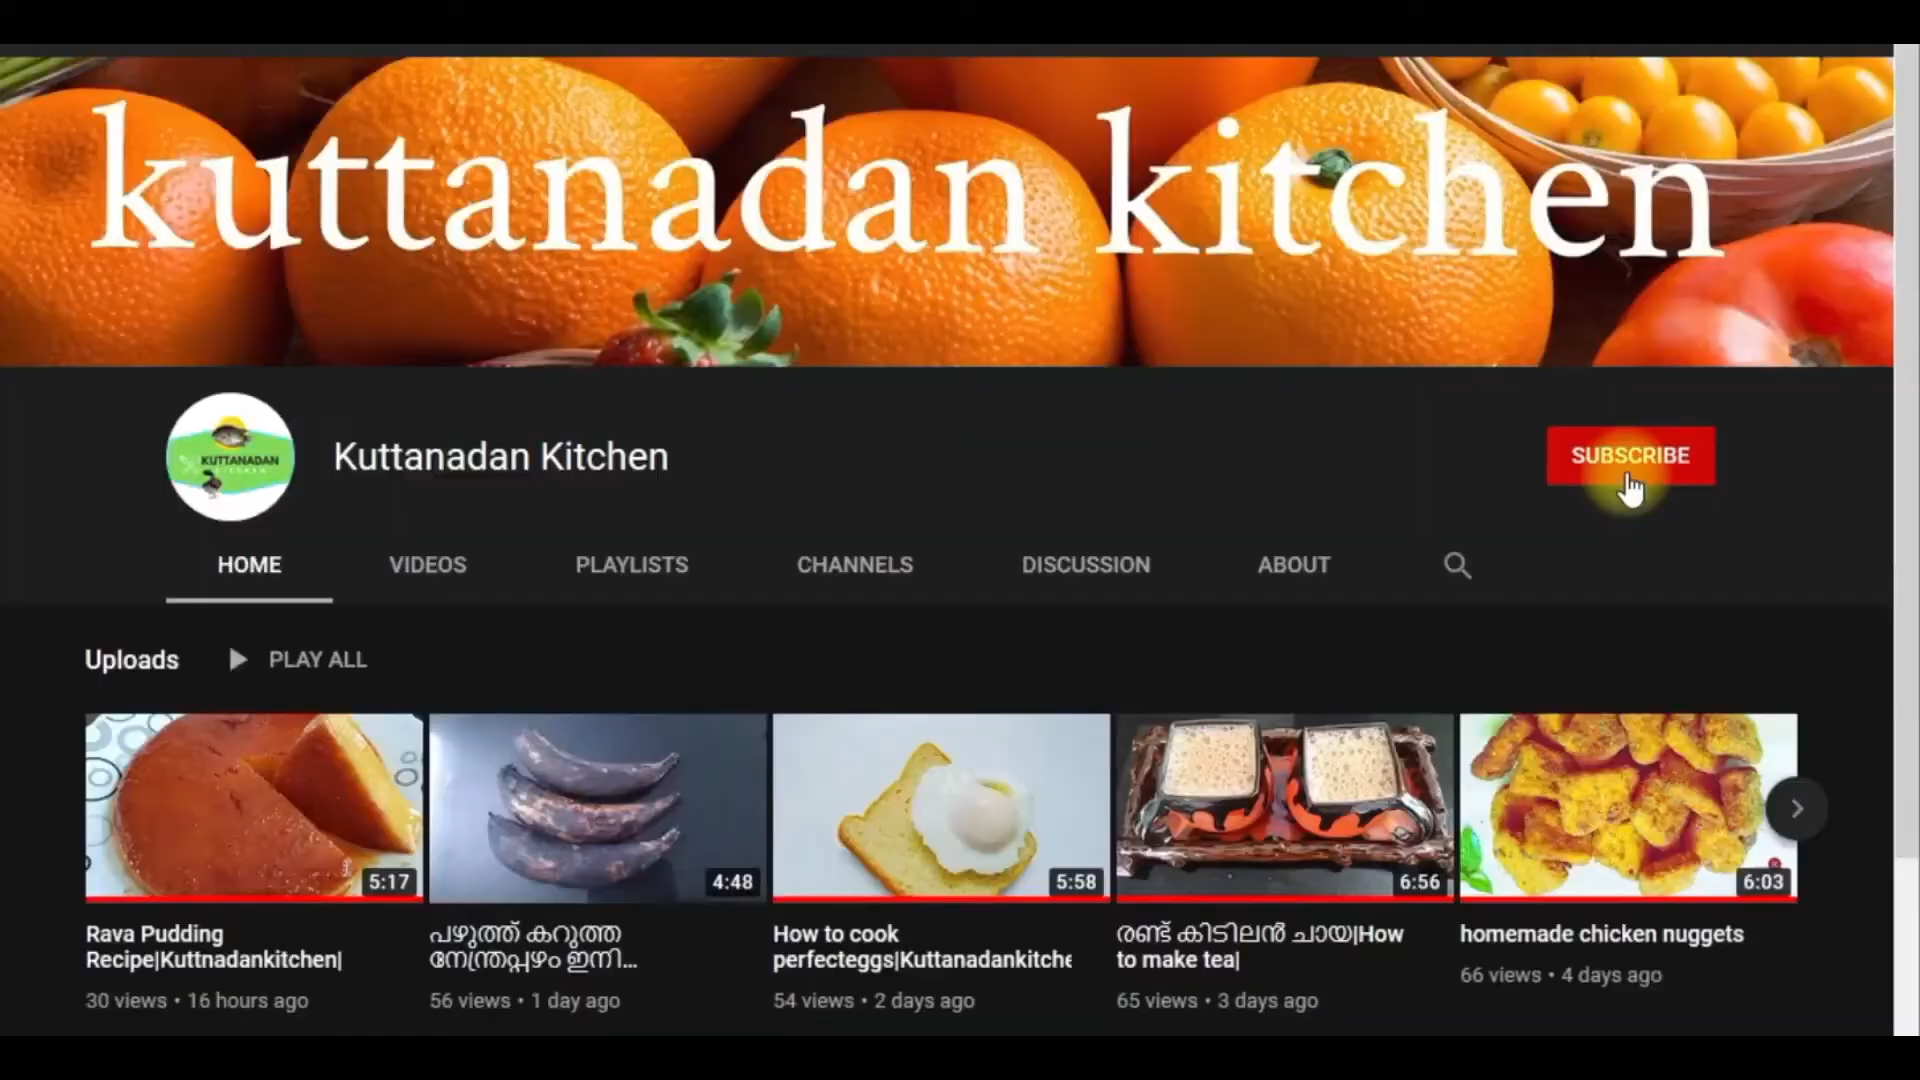 kuttanadan kitchen
KUTTANADAN
KITCHEN
Kuttanadan Kitchen
SUBSCRIBE
HOME
VIDEOS
PLAYLISTS
CHANNELS
DISCUSSION
ABOUT
Uploads
PLAY ALL
5:17
4:48
5:58
6:56
6:03
Rava Pudding
Recipe|Kuttnadankitchen|
30 views • 16 hours ago
പഴുത്ത് കറുത്ത
നേന്ത്രപ്പഴം ഇനി...
56 views • 1 day ago
How to cook
perfecteggs|Kuttanadankitche
54 views • 2 days ago
രണ്ട് കിടിലൻ ചായ|How
to make tea|
65 views • 3 days ago
homemade chicken nuggets
66 views • 4 days ago